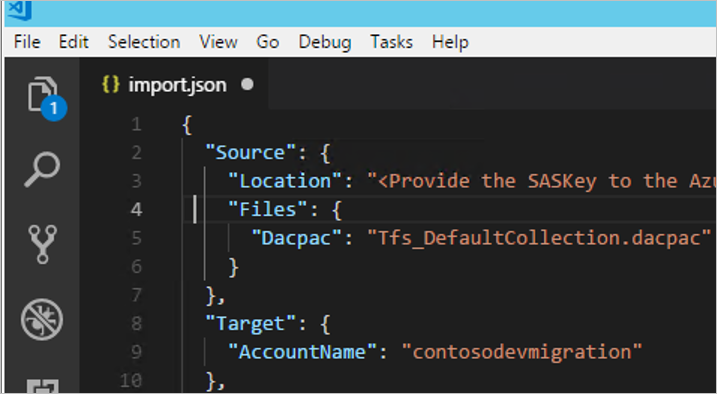 File Edit Selection View Go Debug Tasks Help
1
{} import.json
1 {
2 "Source": {
3 "Location": "<Provide the SASKey to the Azu
4 "Files": {
5 "Dacpac": "Tfs_DefaultCollection.dacpac"
6 }
7 },
8 "Target": {
9 "AccountName": "contosodevmigration"
10 },